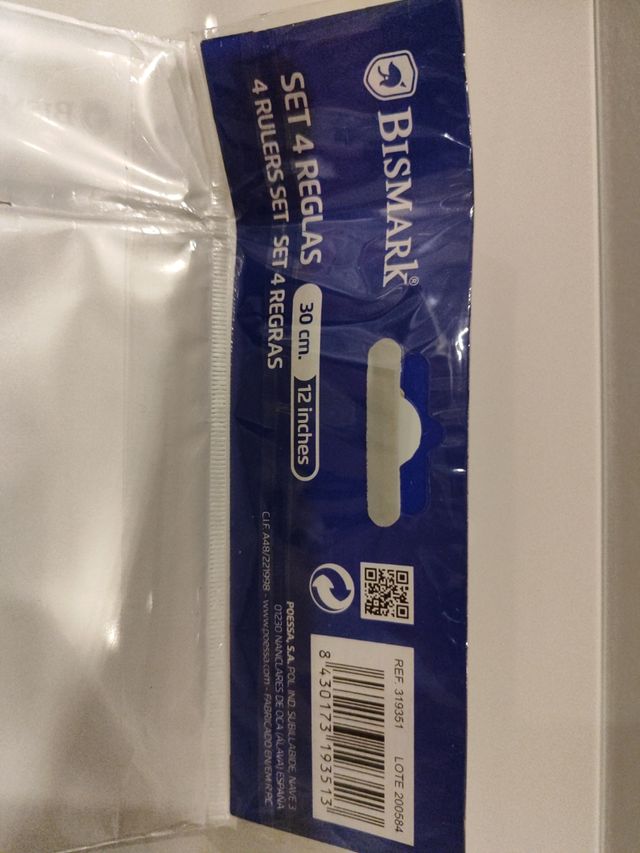 BISMARK®
SET 4 REGLAS
4 RULERS SET SET 4 REGRAS
30 cm. 12 inches
REF. 319351 LOTE 200584
8 430173 193513
POESSA, S.A. POL. IND. SUBILLABIDE, NAVE 3
01230 NANCLARES DE OCA (ÁLAVA) ESPAÑA
C.I.F. A48/221998 - www.poessa.com - FABRICADO EN/EM R.P.C.